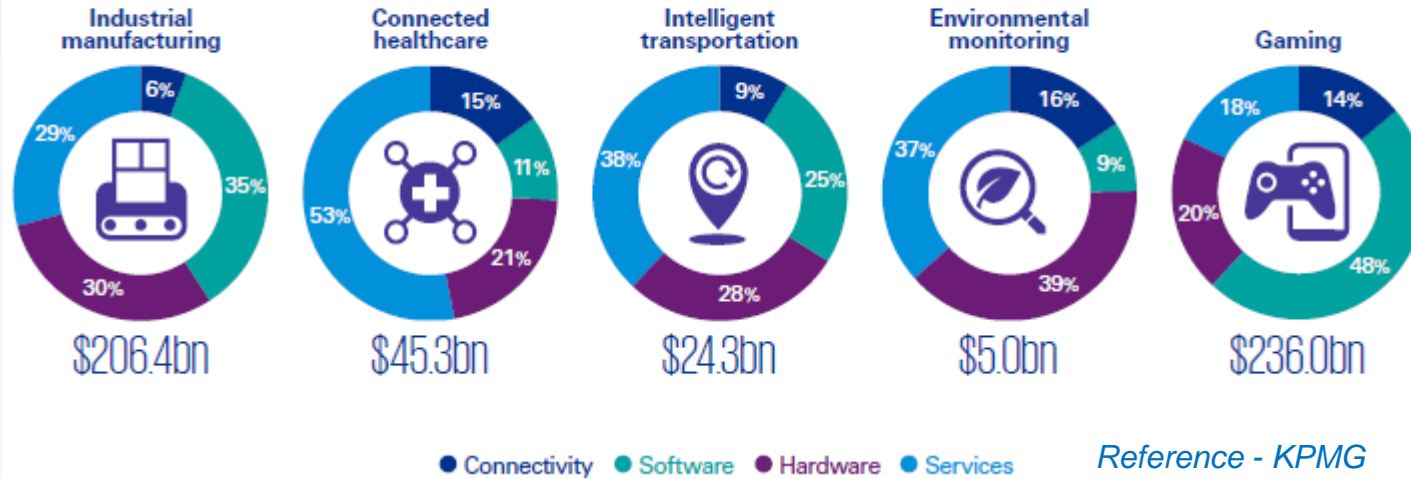 Industrial
manufacturing
6%
35%
30%
29%
$206.4bn
Connected
healthcare
15%
11%
21%
53%
$45.3bn
Intelligent
transportation
9%
25%
28%
38%
$24.3bn
Environmental
monitoring
16%
9%
39%
37%
$5.0bn
Gaming
14%
48%
20%
18%
$236.0bn
Connectivity Software Hardware Services
Reference - KPMG